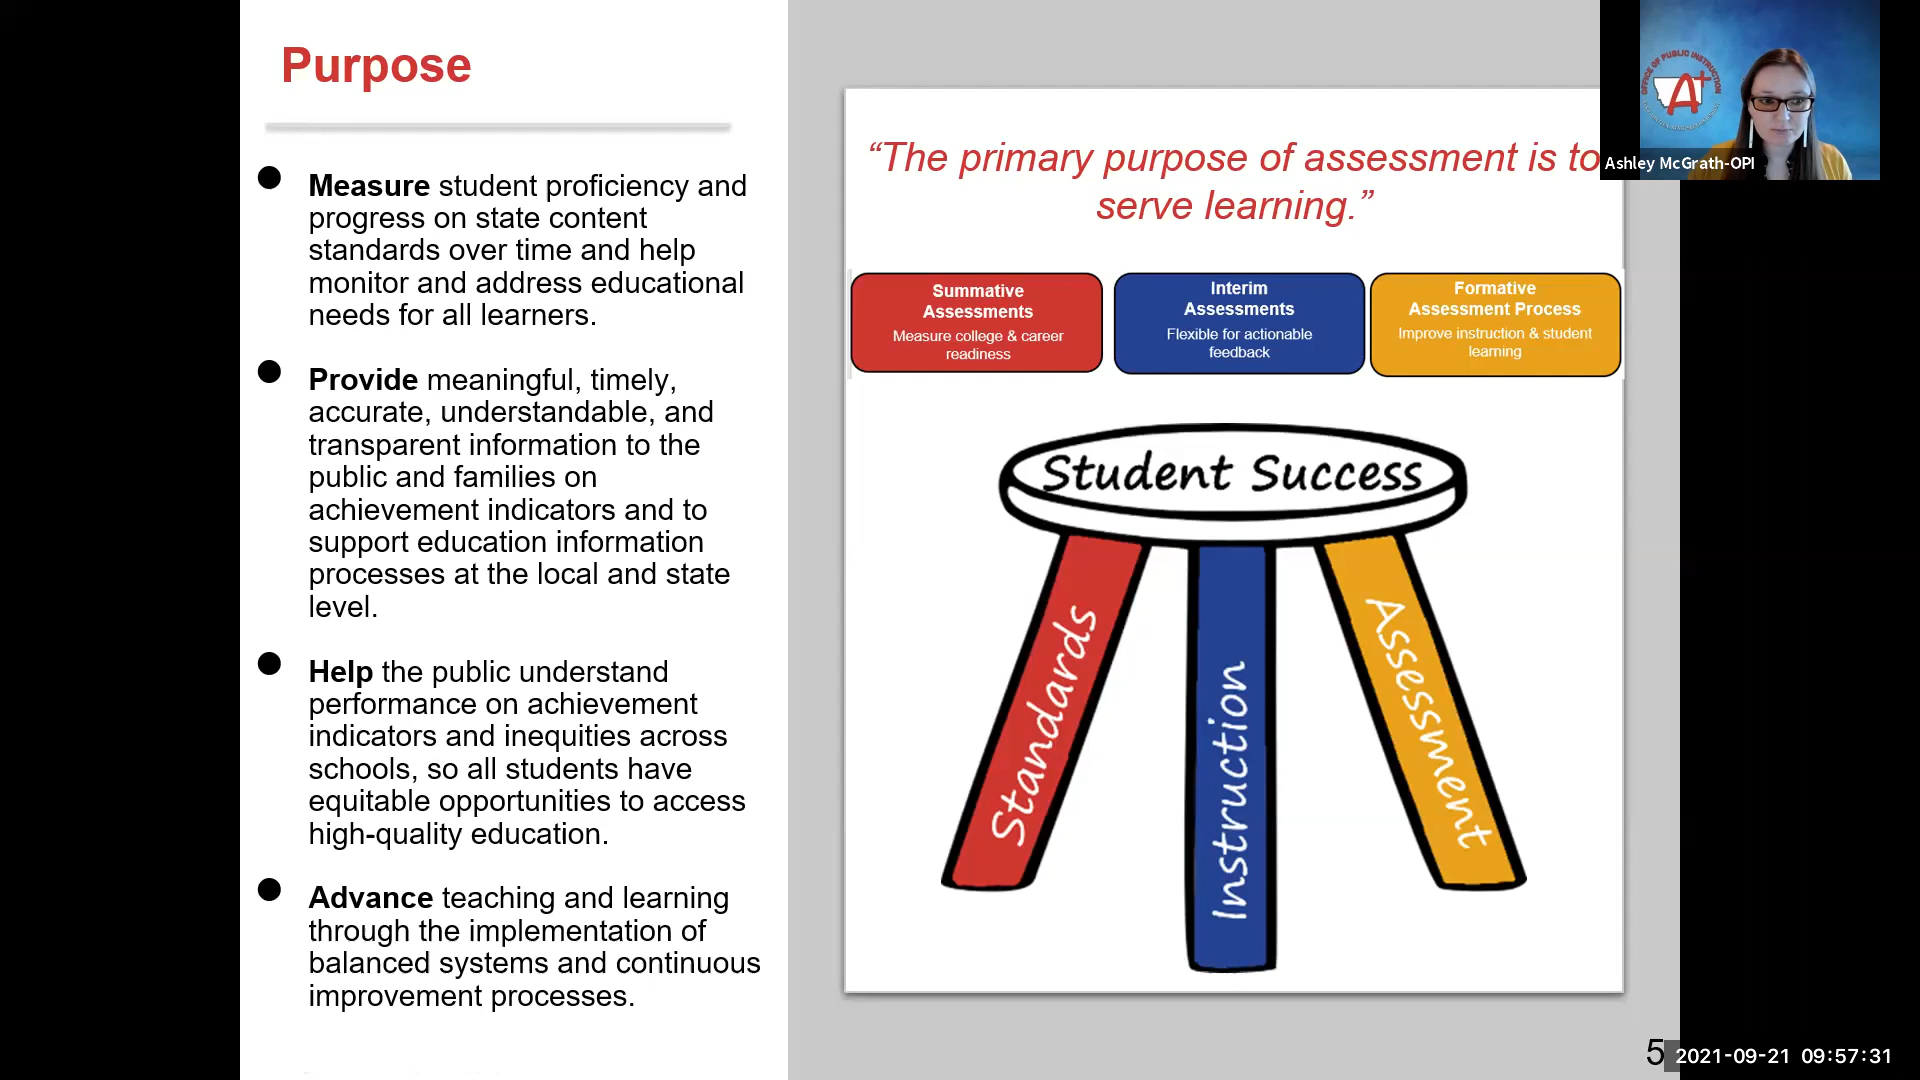 Purpose
Measure student proficiency and
progress on state content
standards over time and help
monitor and address educational
needs for all learners.
Provide meaningful, timely,
accurate, understandable, and
transparent information to the
public and families on
achievement indicators and to
support education information
processes at the local and state
level.
Help the public understand
performance on achievement
indicators and inequities across
schools, so all students have
equitable opportunities to access
high-quality education.
Advance teaching and learning
through the implementation of
balanced systems and continuous
improvement processes.
“The primary purpose of assessment is to
serve learning.”
Summative
Assessments
Measure college & career
readiness
Interim
Assessments
Flexible for actionable
feedback
Formative
Assessment Process
Improve instruction & student
learning
Student Success
Standards
Instruction
Assessment
OFFICE OF PUBLIC INSTRUCTION
A+
Ashley McGrath-OPI
5
2021-09-21 09:57:31